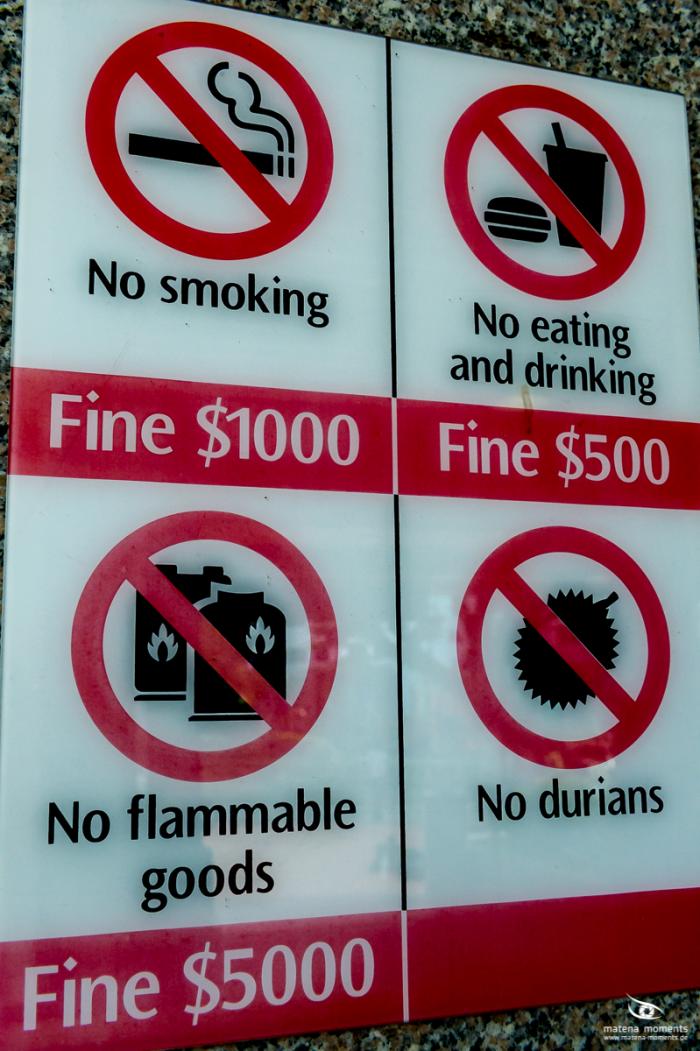 No smoking
Fine $1000
No eating
and drinking
Fine $500
No flammable
goods
Fine $5000
No durians
matena moments
www.matena-moments.de